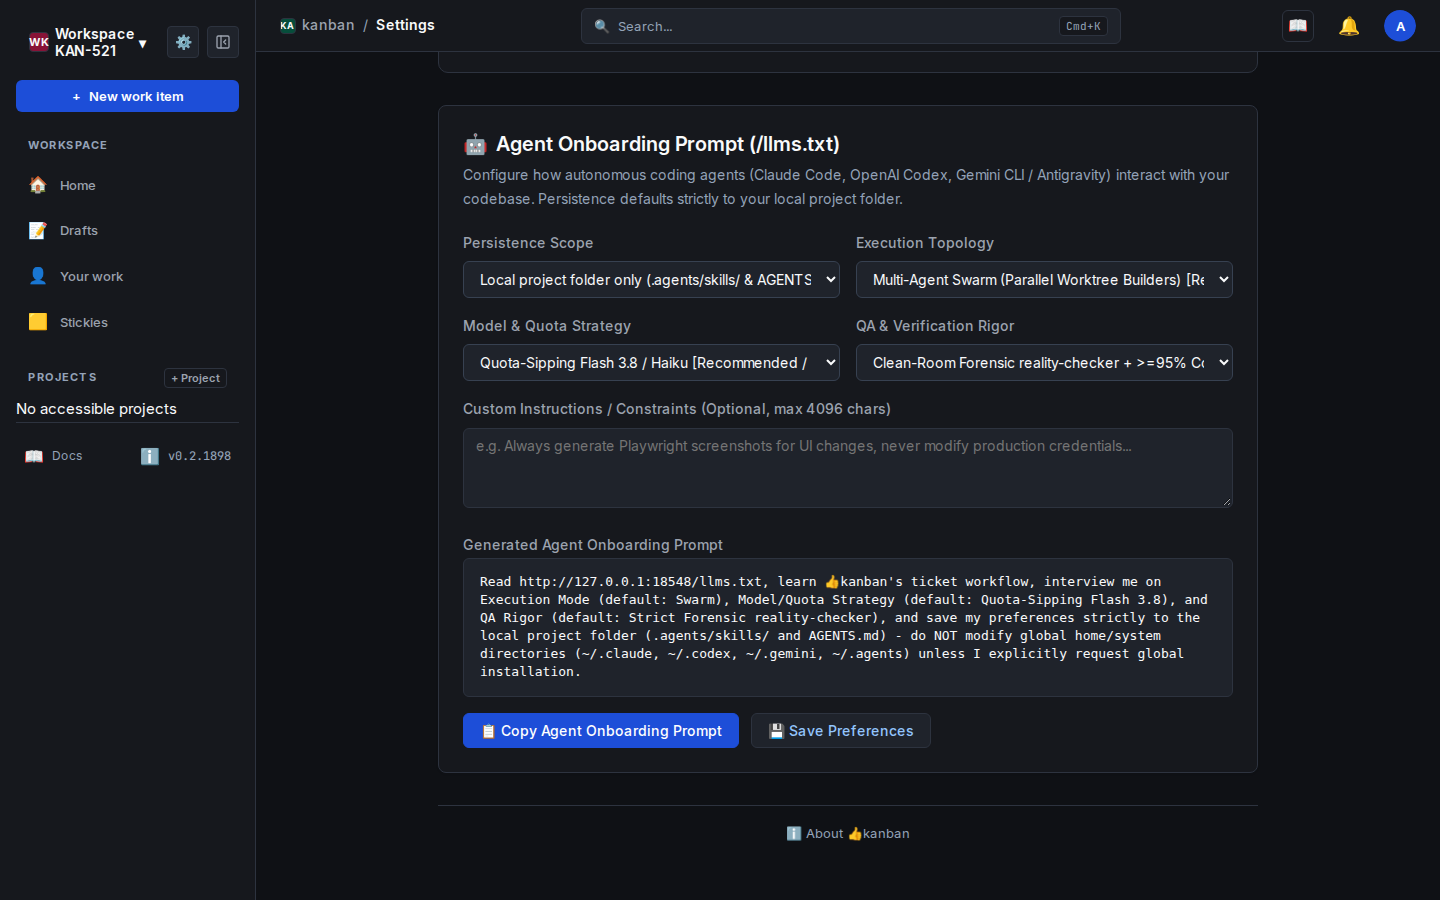 WK Workspace KAN-521 ▾
+ New work item
WORKSPACE
Home
Drafts
Your work
Stickies
PROJECTS
+ Project
No accessible projects
Docs
v0.2.1898
KA kanban / Settings
Search...
Cmd+K
A
🤖 Agent Onboarding Prompt (/llms.txt)
Configure how autonomous coding agents (Claude Code, OpenAI Codex, Gemini CLI / Antigravity) interact with your
codebase. Persistence defaults strictly to your local project folder.
Persistence Scope
Local project folder only (.agents/skills/ & AGENTS
Execution Topology
Multi-Agent Swarm (Parallel Worktree Builders) [Re
Model & Quota Strategy
Quota-Sipping Flash 3.8 / Haiku [Recommended /
QA & Verification Rigor
Clean-Room Forensic reality-checker + >=95% Co
Custom Instructions / Constraints (Optional, max 4096 chars)
e.g. Always generate Playwright screenshots for UI changes, never modify production credentials...
Generated Agent Onboarding Prompt
Read http://127.0.0.1:18548/llms.txt, learn 👍kanban's ticket workflow, interview me on
Execution Mode (default: Swarm), Model/Quota Strategy (default: Quota-Sipping Flash 3.8), and
QA Rigor (default: Strict Forensic reality-checker), and save my preferences strictly to the
local project folder (.agents/skills/ and AGENTS.md) - do NOT modify global home/system
directories (~/.claude, ~/.codex, ~/.gemini, ~/.agents) unless I explicitly request global
installation.
📋 Copy Agent Onboarding Prompt
💾 Save Preferences
ℹ️ About 👍kanban